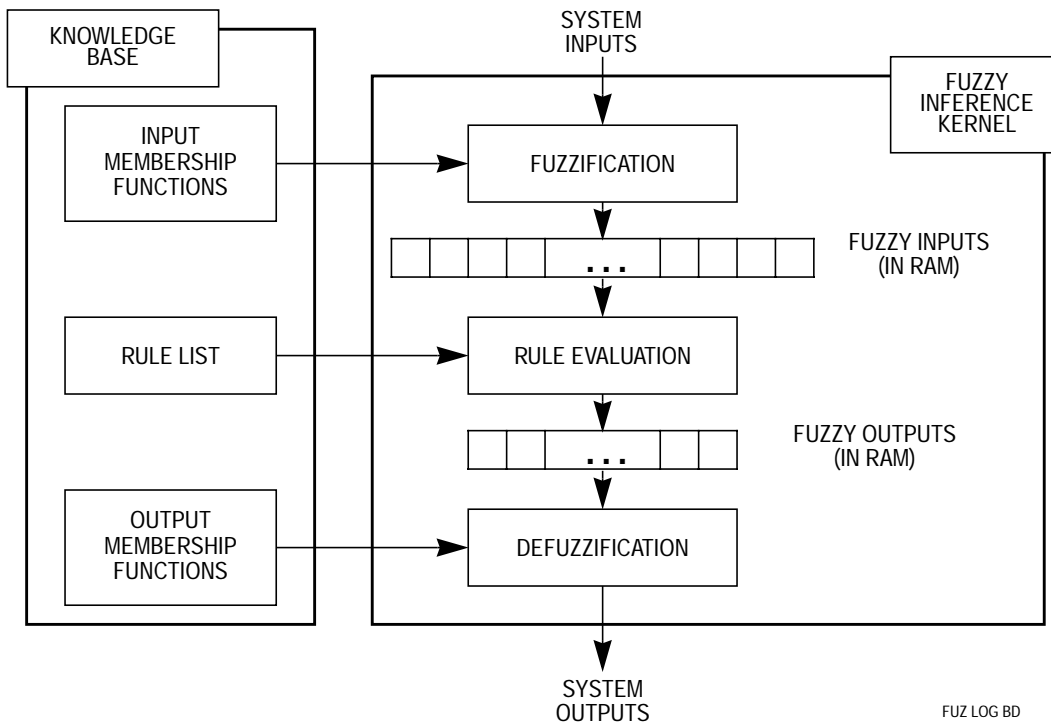 SYSTEM
INPUTS
KNOWLEDGE
BASE
FUZZY
INFERENCE
KERNEL
INPUT
MEMBERSHIP
FUNCTIONS
FUZZIFICATION
FUZZY INPUTS
(IN RAM)
...
RULE LIST
RULE EVALUATION
FUZZY OUTPUTS
(IN RAM)
...
OUTPUT
MEMBERSHIP
FUNCTIONS
DEFUZZIFICATION
SYSTEM
OUTPUTS
FUZ LOG BD